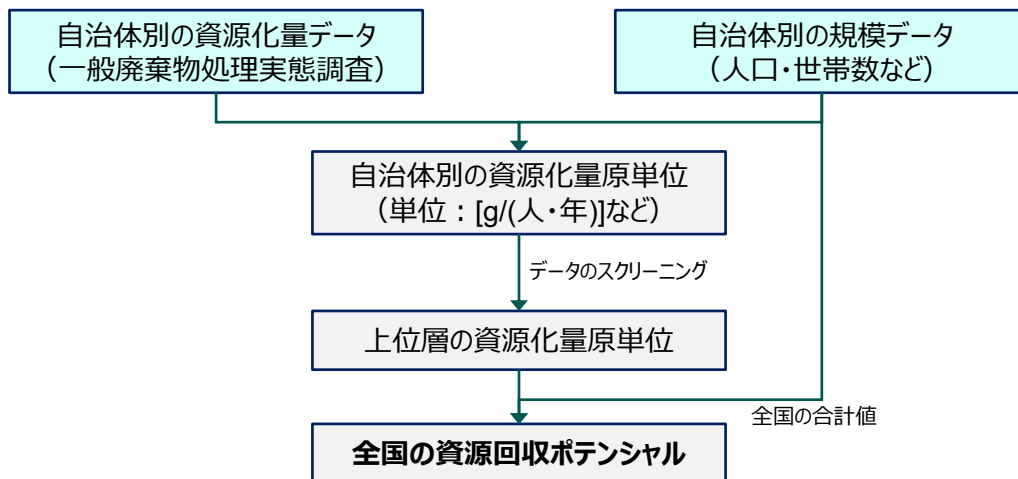 自治体別の資源化量データ
（一般廃棄物処理実態調査）
自治体別の規模データ
（人口・世帯数など）
自治体別の資源化量原単位
（単位：[g/(人・年)]など）
データのスクリーニング
上位層の資源化量原単位
全国の合計値
全国の資源回収ポテンシャル